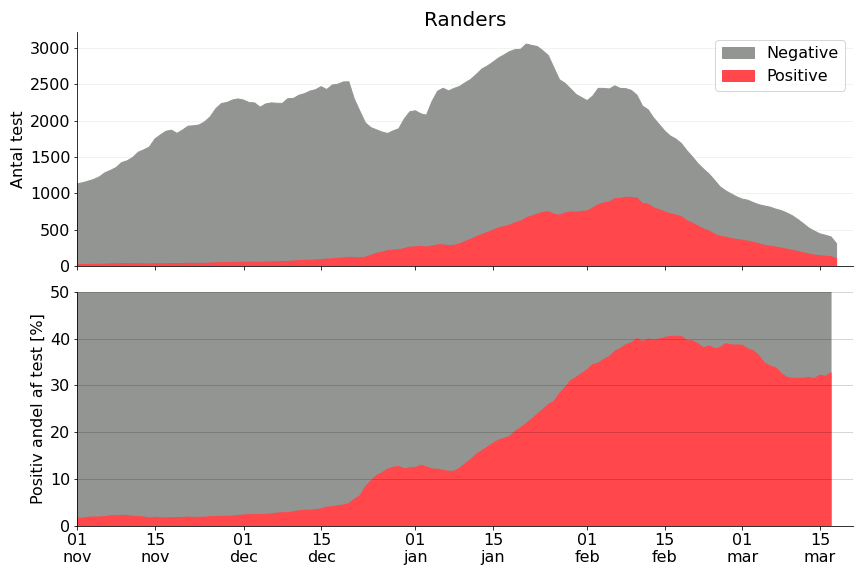 Randers
Antal test
3000
2500
2000
1500
1000
500
0
Negative
Positive
Positiv andel af test [%]
50
40
30
20
10
0
01 15 01 15 01 15 01 15 01 15
nov nov dec dec jan jan feb feb mar mar